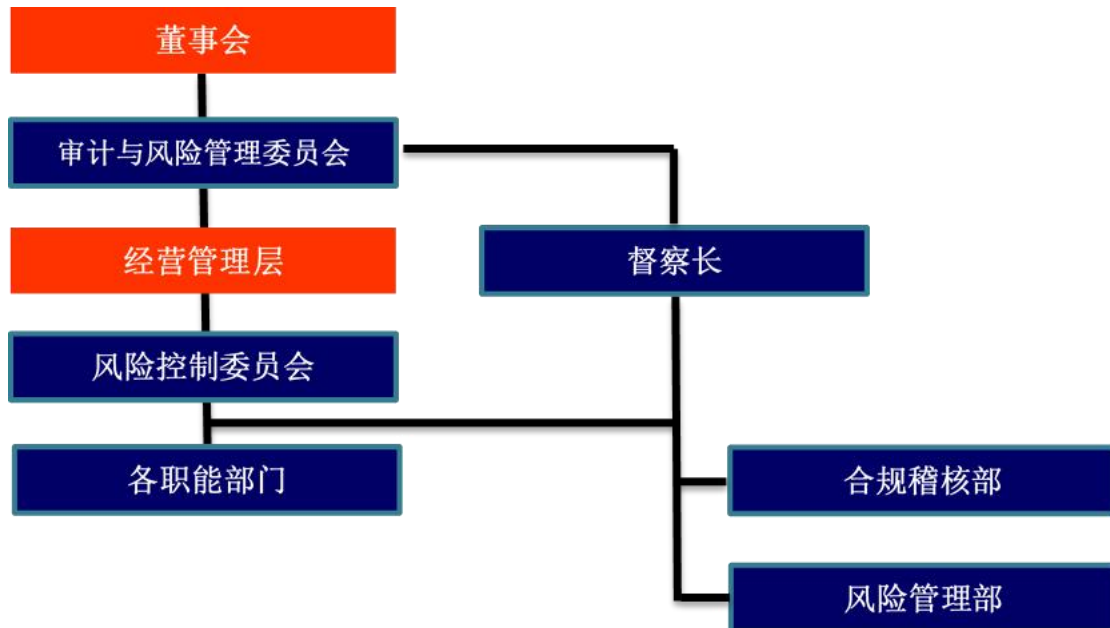 董事会
审计与风险管理委员会
经营管理层
督察长
风险控制委员会
各职能部门
合规稽核部
风险管理部